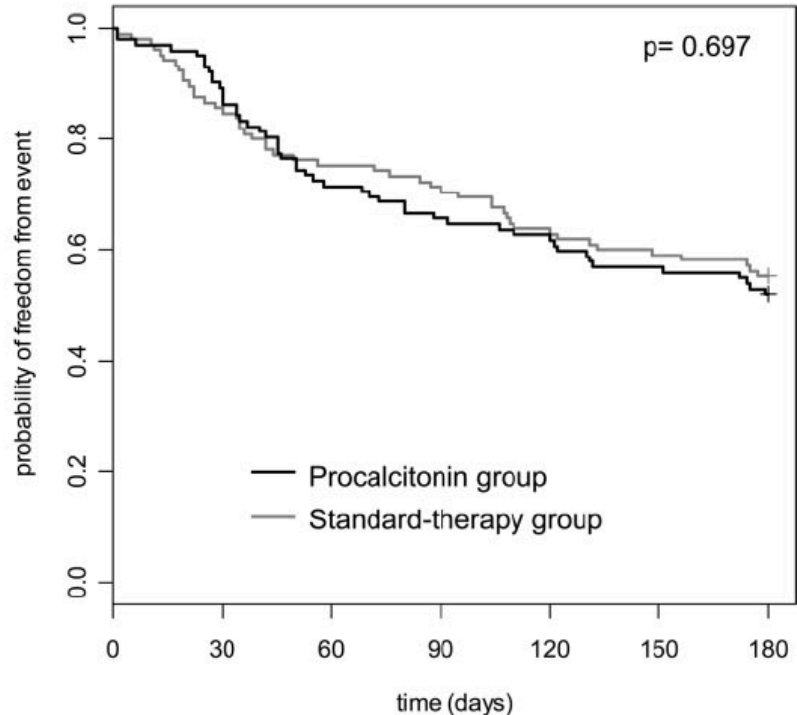 p= 0.697
probability of freedom from event
1.0
0.8
0.6
0.4
0.2
0.0
Procalcitonin group
Standard-therapy group
0 30 60 90 120 150 180
time (days)